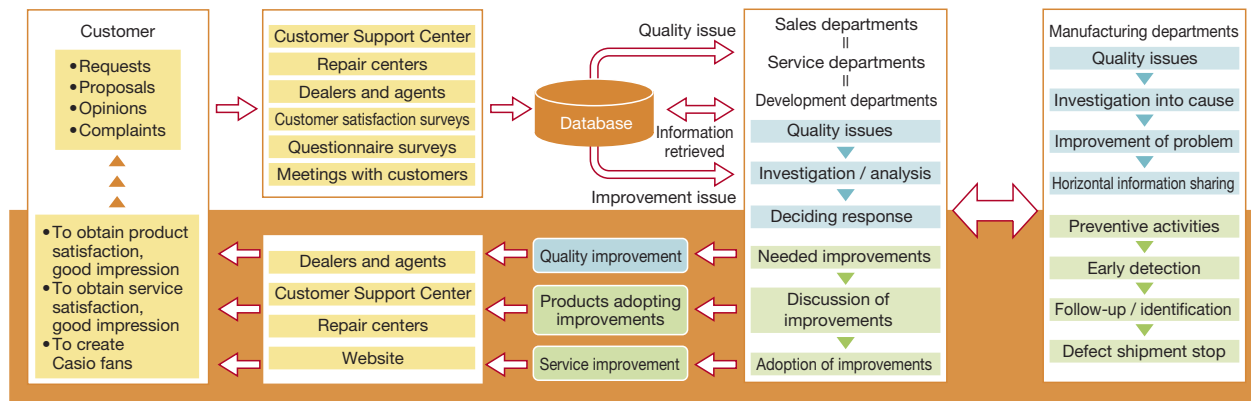 Customer
• Requests
• Proposals
• Opinions
• Complaints
• To obtain product
satisfaction,
good impression
• To obtain service
satisfaction,
good impression
• To create
Casio fans
Customer Support Center
Repair centers
Dealers and agents
Customer satisfaction surveys
Questionnaire surveys
Meetings with customers
Dealers and agents
Customer Support Center
Repair centers
Website
Quality issue
Database
Information
retrieved
Improvement issue
Quality improvement
Products adopting
improvements
Service improvement
Sales departments
=
Service departments
=
Development departments
Quality issues
Investigation / analysis
Deciding response
Needed improvements
Discussion of
improvements
Adoption of improvements
Manufacturing departments
Quality issues
Investigation into cause
Improvement of problem
Horizontal information sharing
Preventive activities
Early detection
Follow-up / identification
Defect shipment stop